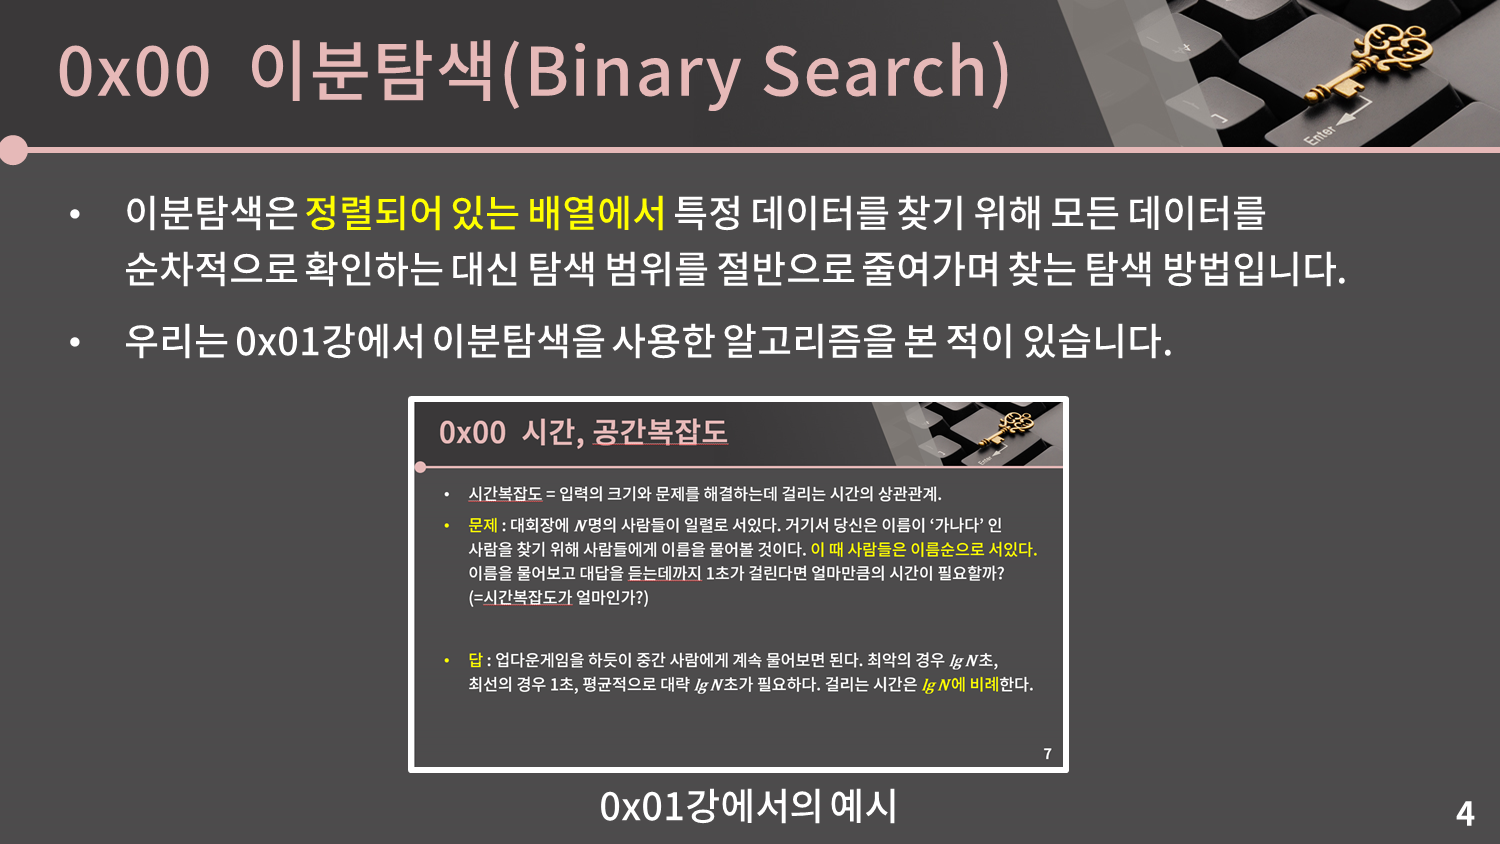 0x00 이분탐색(Binary Search)
Enter
• 이분탐색은 정렬되어 있는 배열에서 특정 데이터를 찾기 위해 모든 데이터를
순차적으로 확인하는 대신 탐색 범위를 절반으로 줄여가며 찾는 탐색 방법입니다.
• 우리는 0x01강에서 이분탐색을 사용한 알고리즘을 본 적이 있습니다.
0x00 시간, 공간복잡도
Enter
• 시간복잡도 = 입력의 크기와 문제를 해결하는데 걸리는 시간의 상관관계.
• 문제 : 대회장에 N명의 사람들이 일렬로 서있다. 거기서 당신은 이름이 ‘가나다’ 인
사람을 찾기 위해 사람들에게 이름을 물어볼 것이다. 이 때 사람들은 이름순으로 서있다.
이름을 물어보고 대답을 듣는데까지 1초가 걸린다면 얼마만큼의 시간이 필요할까?
(=시간복잡도가 얼마인가?)
• 답 : 업다운게임을 하듯이 중간 사람에게 계속 물어보면 된다. 최악의 경우 lg N초,
최선의 경우 1초, 평균적으로 대략 lg N초가 필요하다. 걸리는 시간은 lg N에 비례한다.
7
0x01강에서의 예시
4